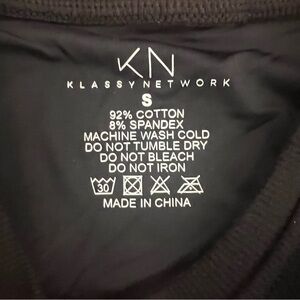 KN
KLASSYNETWORK
S
92% COTTON
8% SPANDEX
MACHINE WASH COLD
DO NOT TUMBLE DRY
DO NOT BLEACH
DO NOT IRON
30
MADE IN CHINA